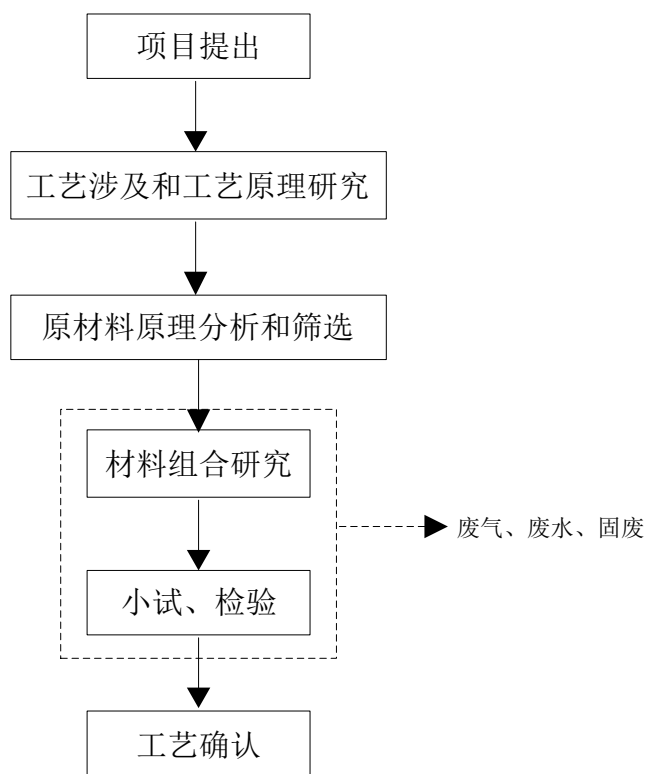 项目提出
工艺涉及和工艺原理研究
原材料原理分析和筛选
材料组合研究
废气、废水、固废
小试、检验
工艺确认